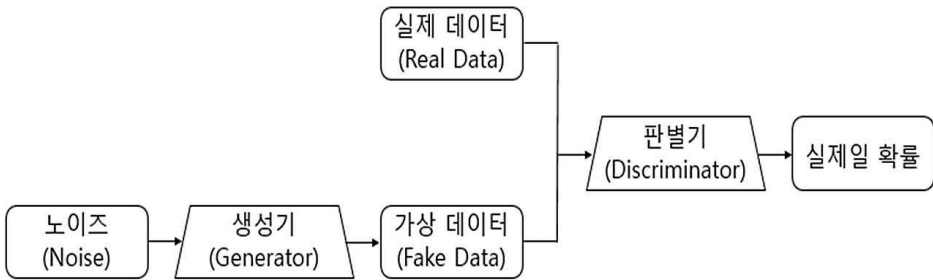 실제 데이터
(Real Data)
판별기
(Discriminator)
실제일 확률
노이즈
(Noise)
생성기
(Generator)
가상 데이터
(Fake Data)